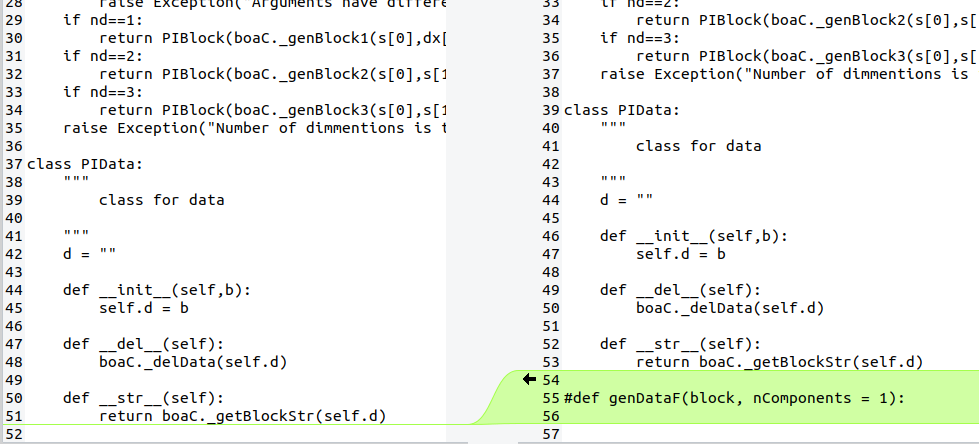 28 raise Exception("Arguments have differe
29 if nd==1:
30 return PIBlock(boaC._genBlock1(s[0],dx[
31 if nd==2:
32 return PIBlock(boaC._genBlock2(s[0],s[1
33 if nd==3:
34 return PIBlock(boaC._genBlock3(s[0],s[1
35 raise Exception("Number of dimmentions is t
36
37 class PIData:
38 """
39 class for data
40
41 """
42 d = ""
43
44 def __init__(self,b):
45 self.d = b
46
47 def __del__(self):
48 boaC._delData(self.d)
49
50 def __str__(self):
51 return boaC._getBlockStr(self.d)
52
33 if nd==2:
34 return PIBlock(boaC._genBlock2(s[0],s[
35 if nd==3:
36 return PIBlock(boaC._genBlock3(s[0],s[
37 raise Exception("Number of dimmentions is
38
39 class PIData:
40 """
41 class for data
42
43 """
44 d = ""
45
46 def __init__(self,b):
47 self.d = b
48
49 def __del__(self):
50 boaC._delData(self.d)
51
52 def __str__(self):
53 return boaC._getBlockStr(self.d)
54
55 #def genDataF(block, nComponents = 1):
56
57